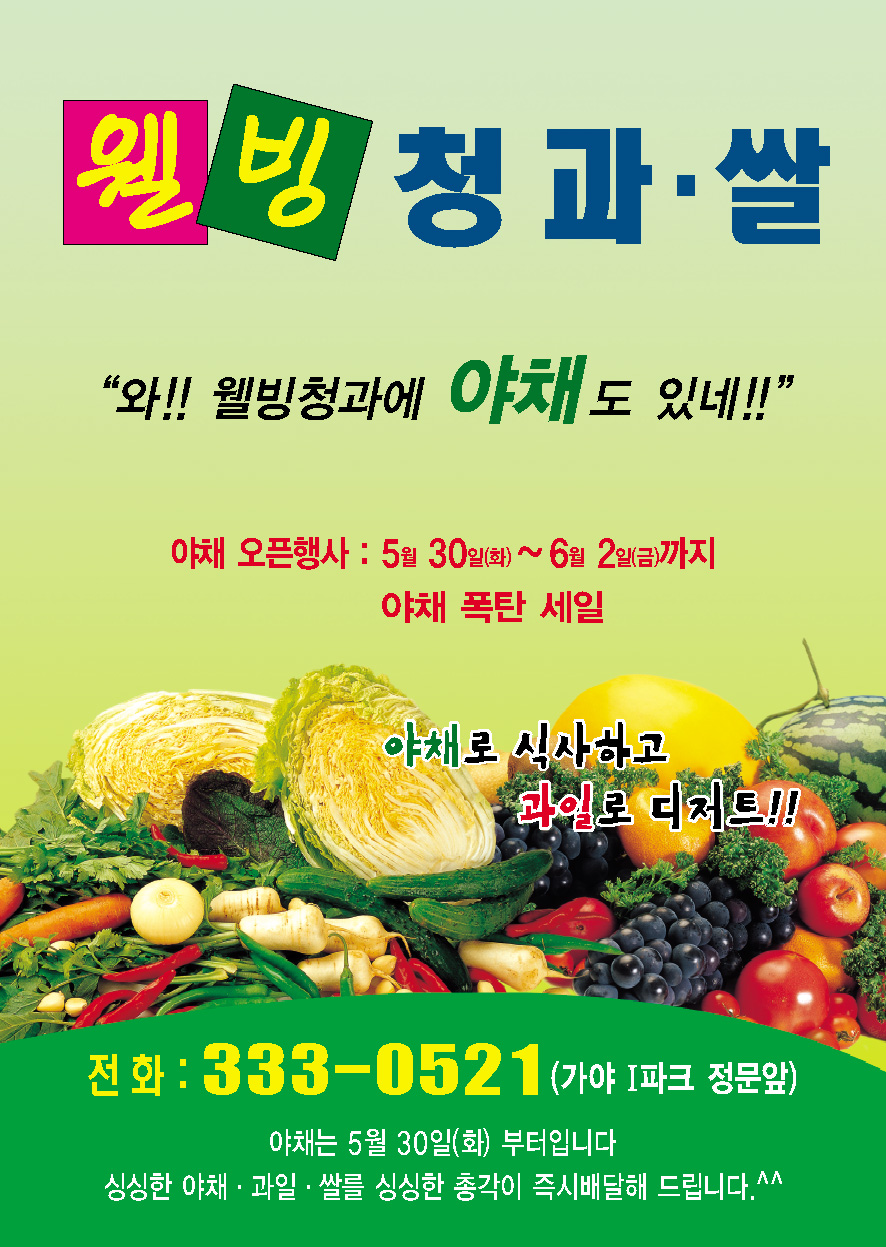 웰빙 청과·쌀
“와!! 웰빙청과에 야채도 있네!!”
야채 오픈행사 : 5월 30일(화) ~ 6월 2일(금)까지
야채 폭탄 세일
야채로 식사하고
과일로 디저트!!
전화 : 333-0521 (가야 I파크 정문앞)
야채는 5월 30일(화) 부터입니다
싱싱한 야채 · 과일 · 쌀를 싱싱한 총각이 즉시배달해 드립니다.^^